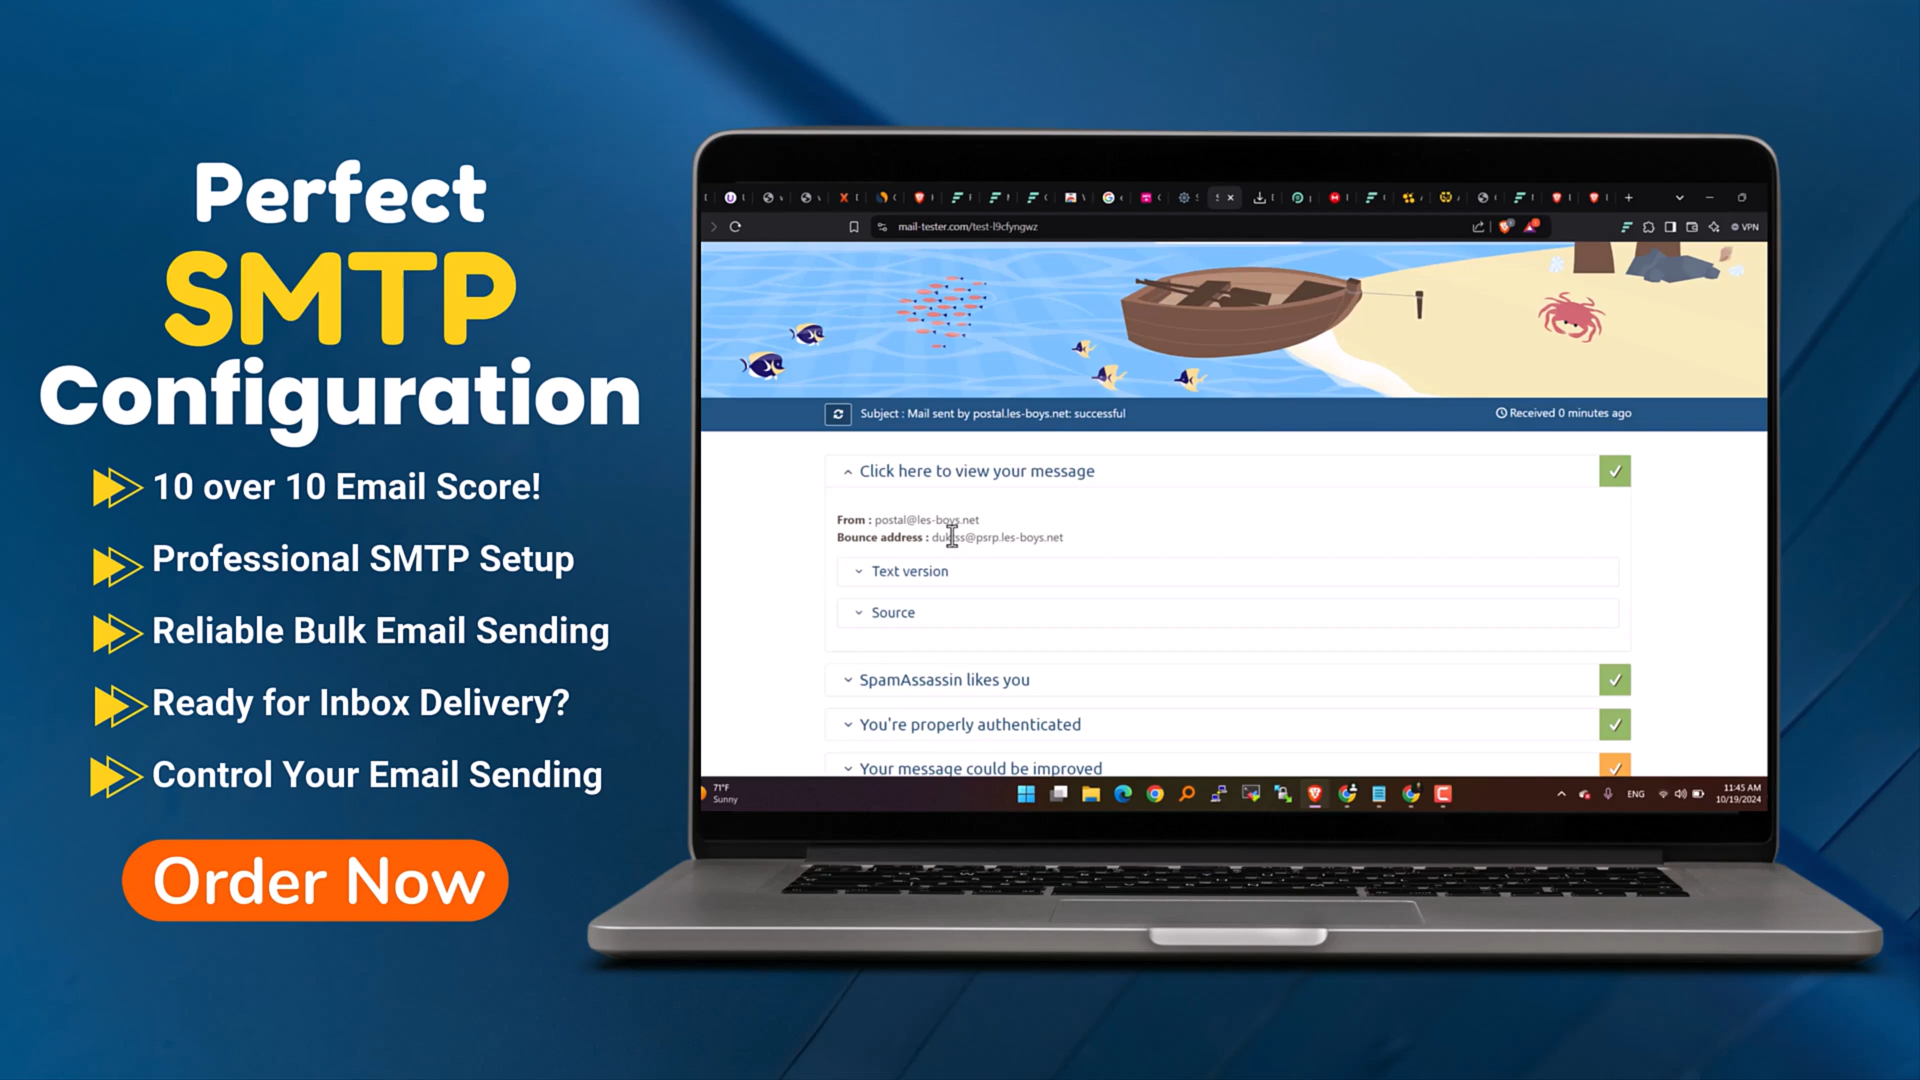 Perfect
SMTP
Configuration
10 over 10 Email Score!
Professional SMTP Setup
Reliable Bulk Email Sending
Ready for Inbox Delivery?
Control Your Email Sending
Order Now
mail-tester.com/test-l9cfyngwz
VPN
Subject : Mail sent by postal.les-boys.net: successful
Received 0 minutes ago
Click here to view your message
From : postal@les-boys.net
Bounce address :
Text version
Source
SpamAssassin likes you
You're properly authenticated
Your message could be improved
71°F
Sunny
ENG
11:45 AM
10/19/2024